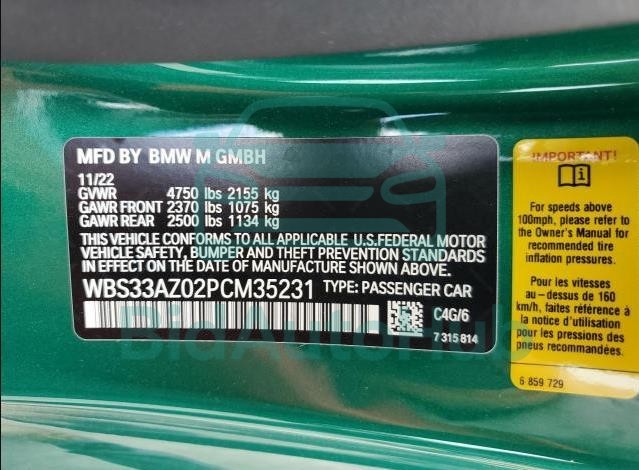 MFD BY BMW M GMBH
11/22
GVWR 4750 lbs 2155 kg
GAWR FRONT 2370 lbs 1075 kg
GAWR REAR 2500 lbs 1134 kg
THIS VEHICLE CONFORMS TO ALL APPLICABLE U.S.FEDERAL MOTOR
VEHICLE SAFETY, BUMPER AND THEFT PREVENTION STANDARDS
IN EFFECT ON THE DATE OF MANUFACTURE SHOWN ABOVE.
WBS33AZ02PCM35231 TYPE: PASSENGER CAR
C4G/6
7 315 814
IMPORTANT/
IMPORTANT
For speeds above
100mph, please refer to
the Owner's Manual for
recommended tire
inflation pressures.
Pour les vitesses
au-dessus de 160
km/h, faites référence à
la notice d'utilisation
pour les pressions des
pneus recommandées.
6 859 729
BidAutoHub